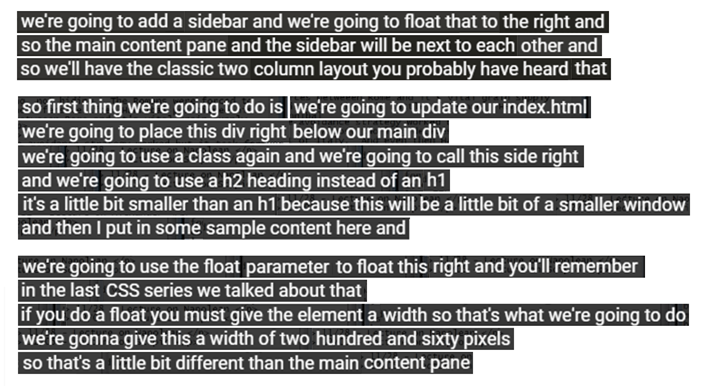 we're going to add a sidebar and we're going to float that to the right and
so the main content pane and the sidebar will be next to each other and
so we'll have the classic two column layout you probably have heard that
so first thing we're going to do is we're going to update our index.html
we're going to place this div right below our main div
we're going to use a class again and we're going to call this side right
and we're going to use a h2 heading instead of an h1
it's a little bit smaller than an h1 because this will be a little bit of a smaller window
and then I put in some sample content here and
we're going to use the float parameter to float this right and you'll remember
in the last CSS series we talked about that
if you do a float you must give the element a width so that's what we're going to do
we're gonna give this a width of two hundred and sixty pixels
so that's a little bit different than the main content pane